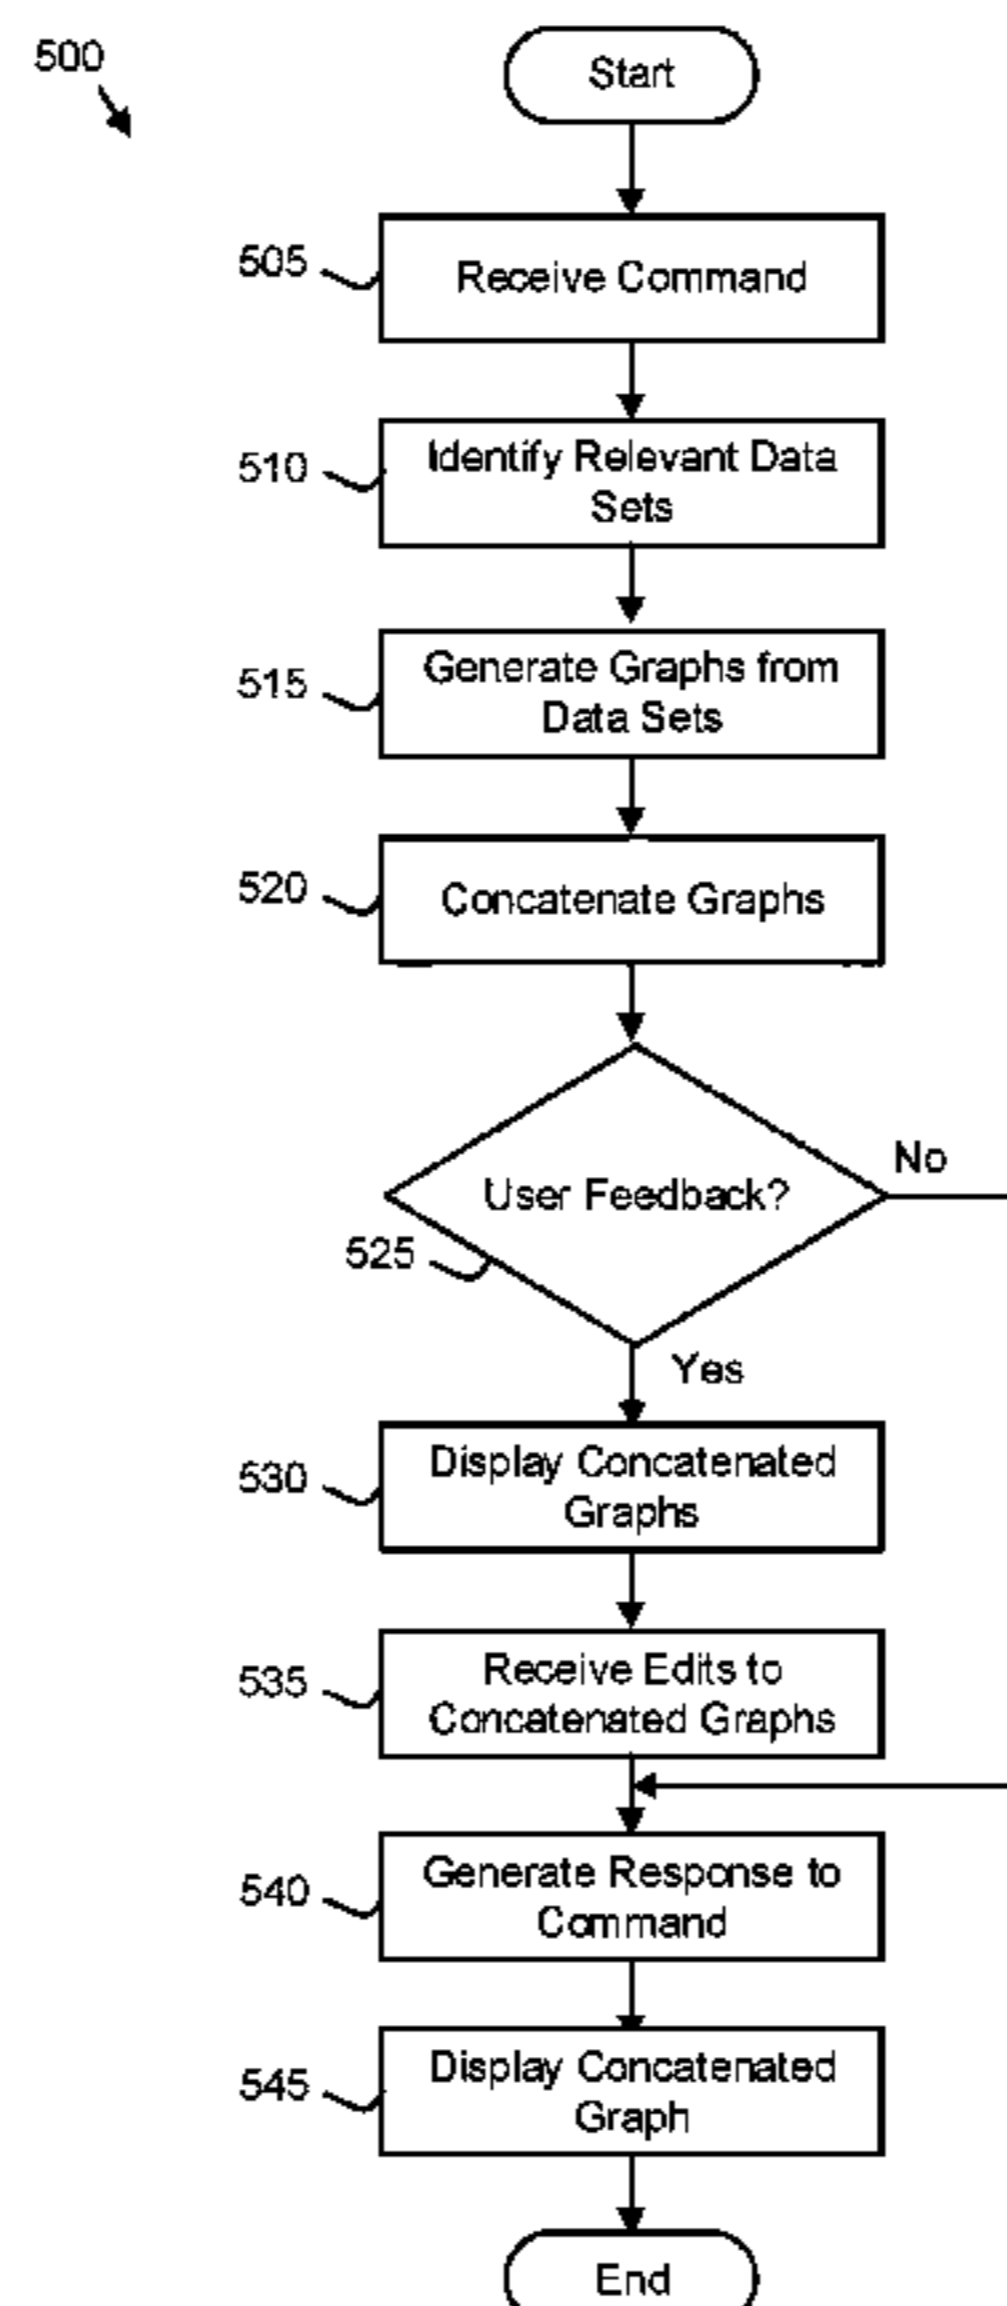 500
Start
505
Receive Command
510
Identify Relevant Data
Sets
515
Generate Graphs from
Data Sets
520
Concatenate Graphs
No
User Feedback?
525
Yes
530
Display Concatenated
Graphs
535
Receive Edits to
Concatenated Graphs
540
Generate Response to
Command
545
Display Concatenated
Graph
End